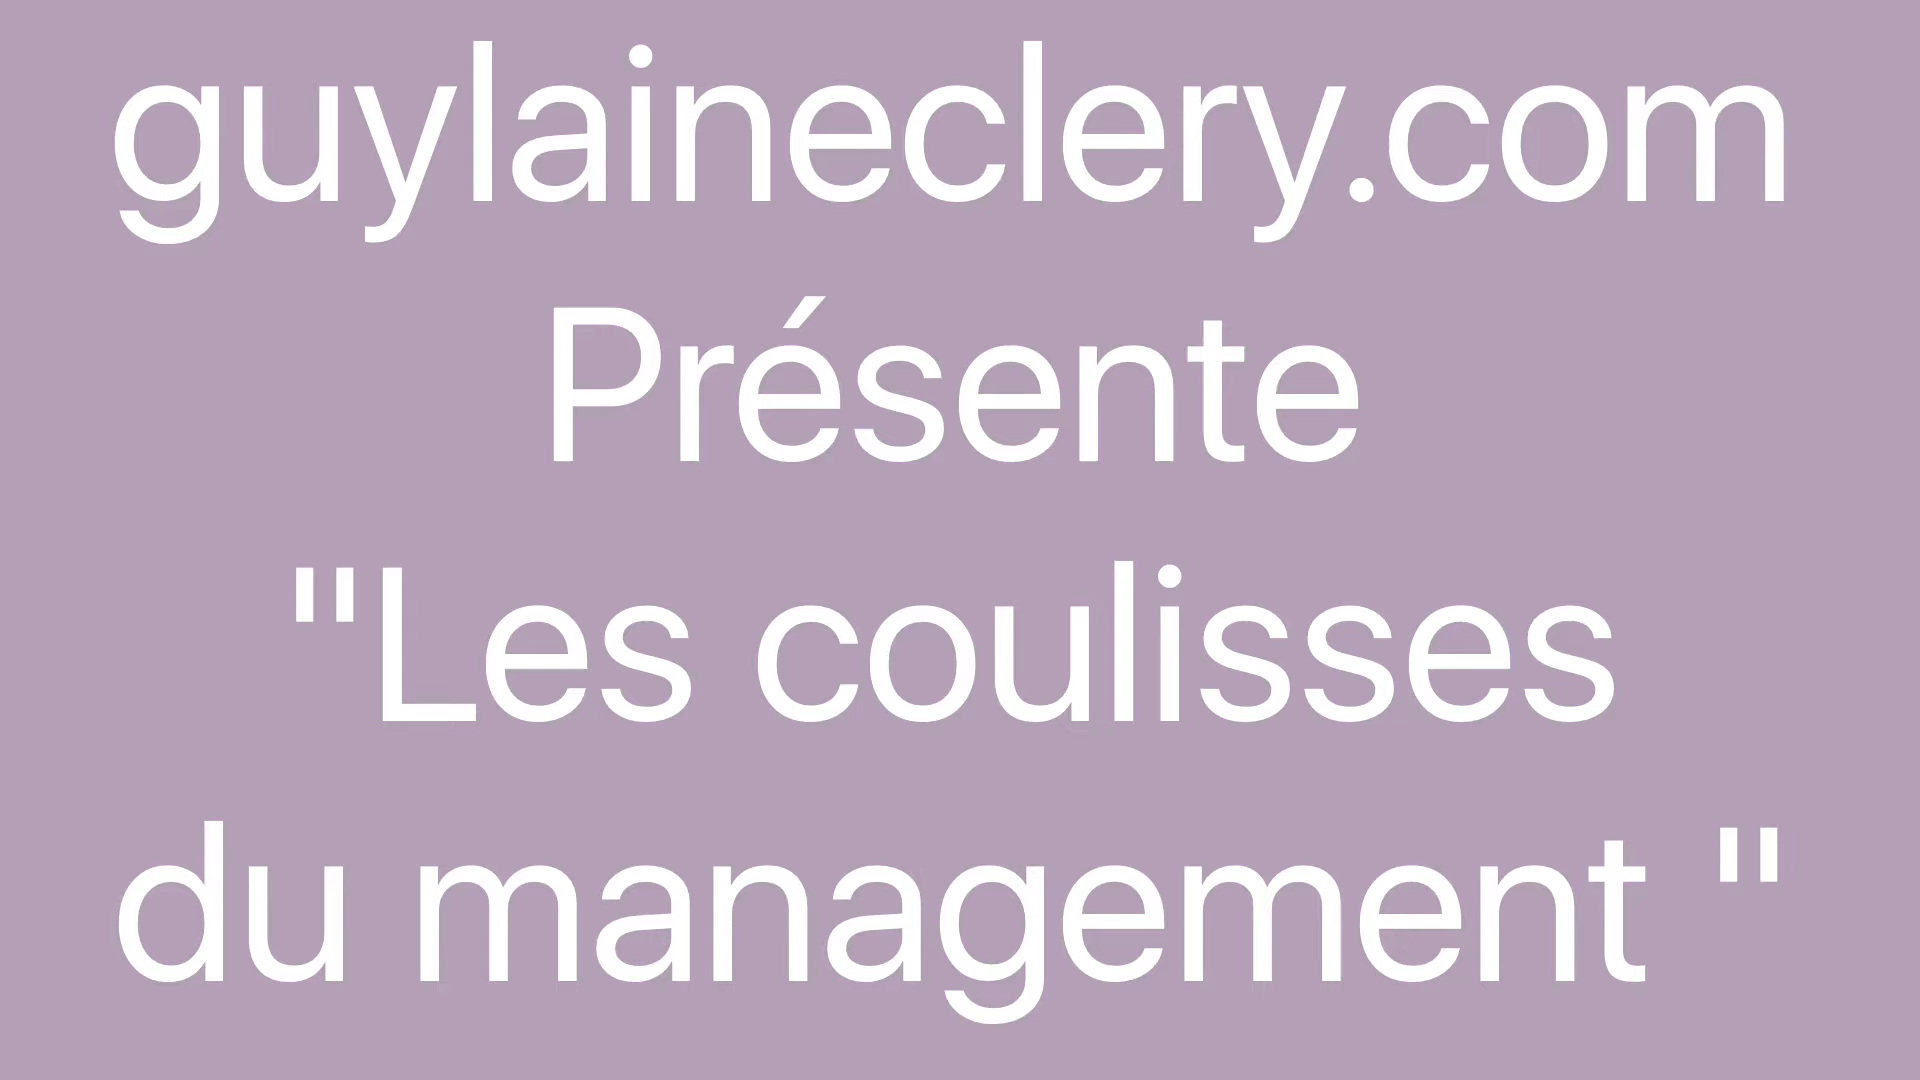 guylaineclery.com
Présente
"Les coulisses
du management "